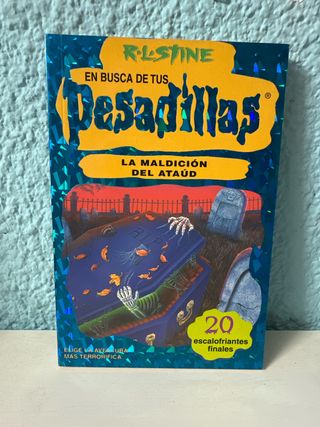 R.L.STINE
EN BUSCA DE TUS
Pesadillas®
LA MALDICIÓN
DEL ATAÚD
20
escalofriantes
finales
ELIGE LA AVENTURA
MÁS TERRORÍFICA